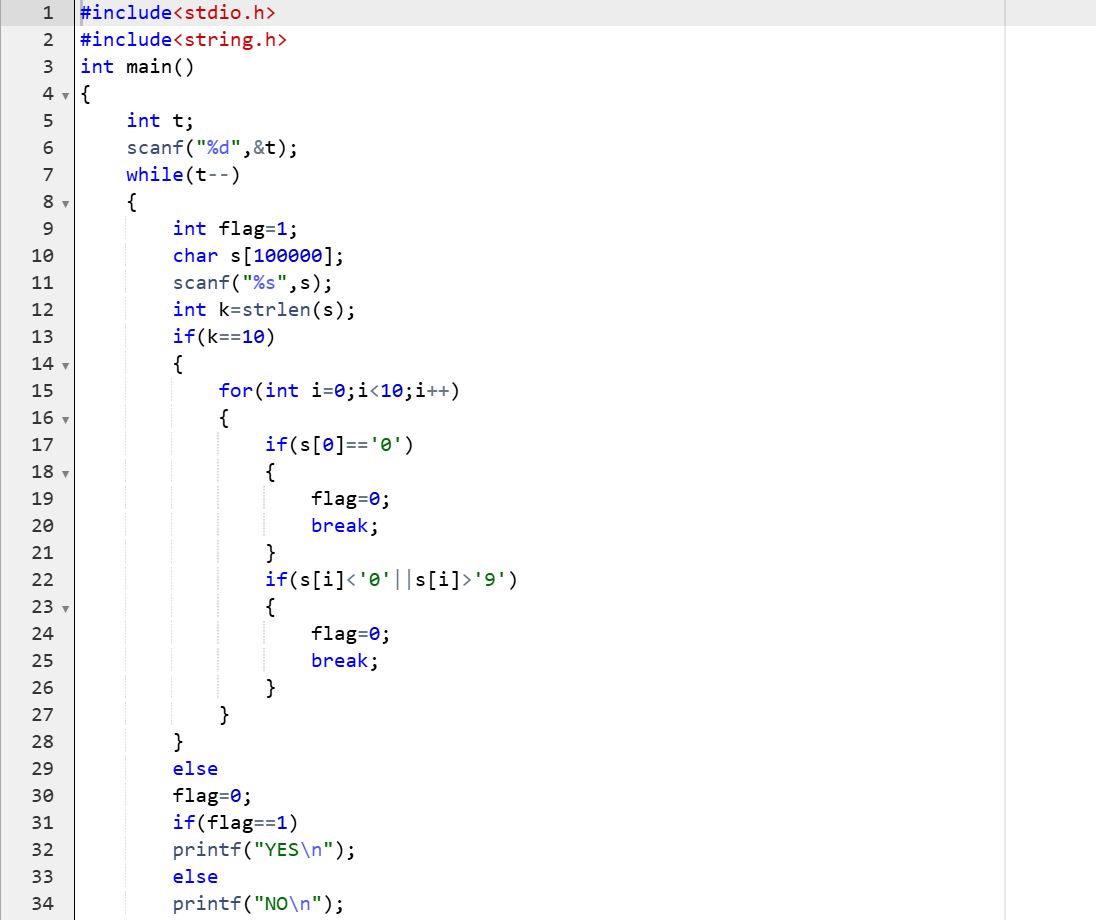 1 #include<stdio.h>
2 #include<string.h>
3 int main()
4 {
5     int t;
6     scanf("%d",&t);
7     while(t--)
8     {
9         int flag=1;
10         char s[100000];
11         scanf("%s",s);
12         int k=strlen(s);
13         if(k==10)
14         {
15             for(int i=0;i<10;i++)
16             {
17                 if(s[0]=='0')
18                 {
19                     flag=0;
20                     break;
21                 }
22                 if(s[i]<'0'||s[i]>'9')
23                 {
24                     flag=0;
25                     break;
26                 }
27             }
28         }
29         else
30         flag=0;
31         if(flag==1)
32         printf("YES\n");
33         else
34         printf("NO\n");